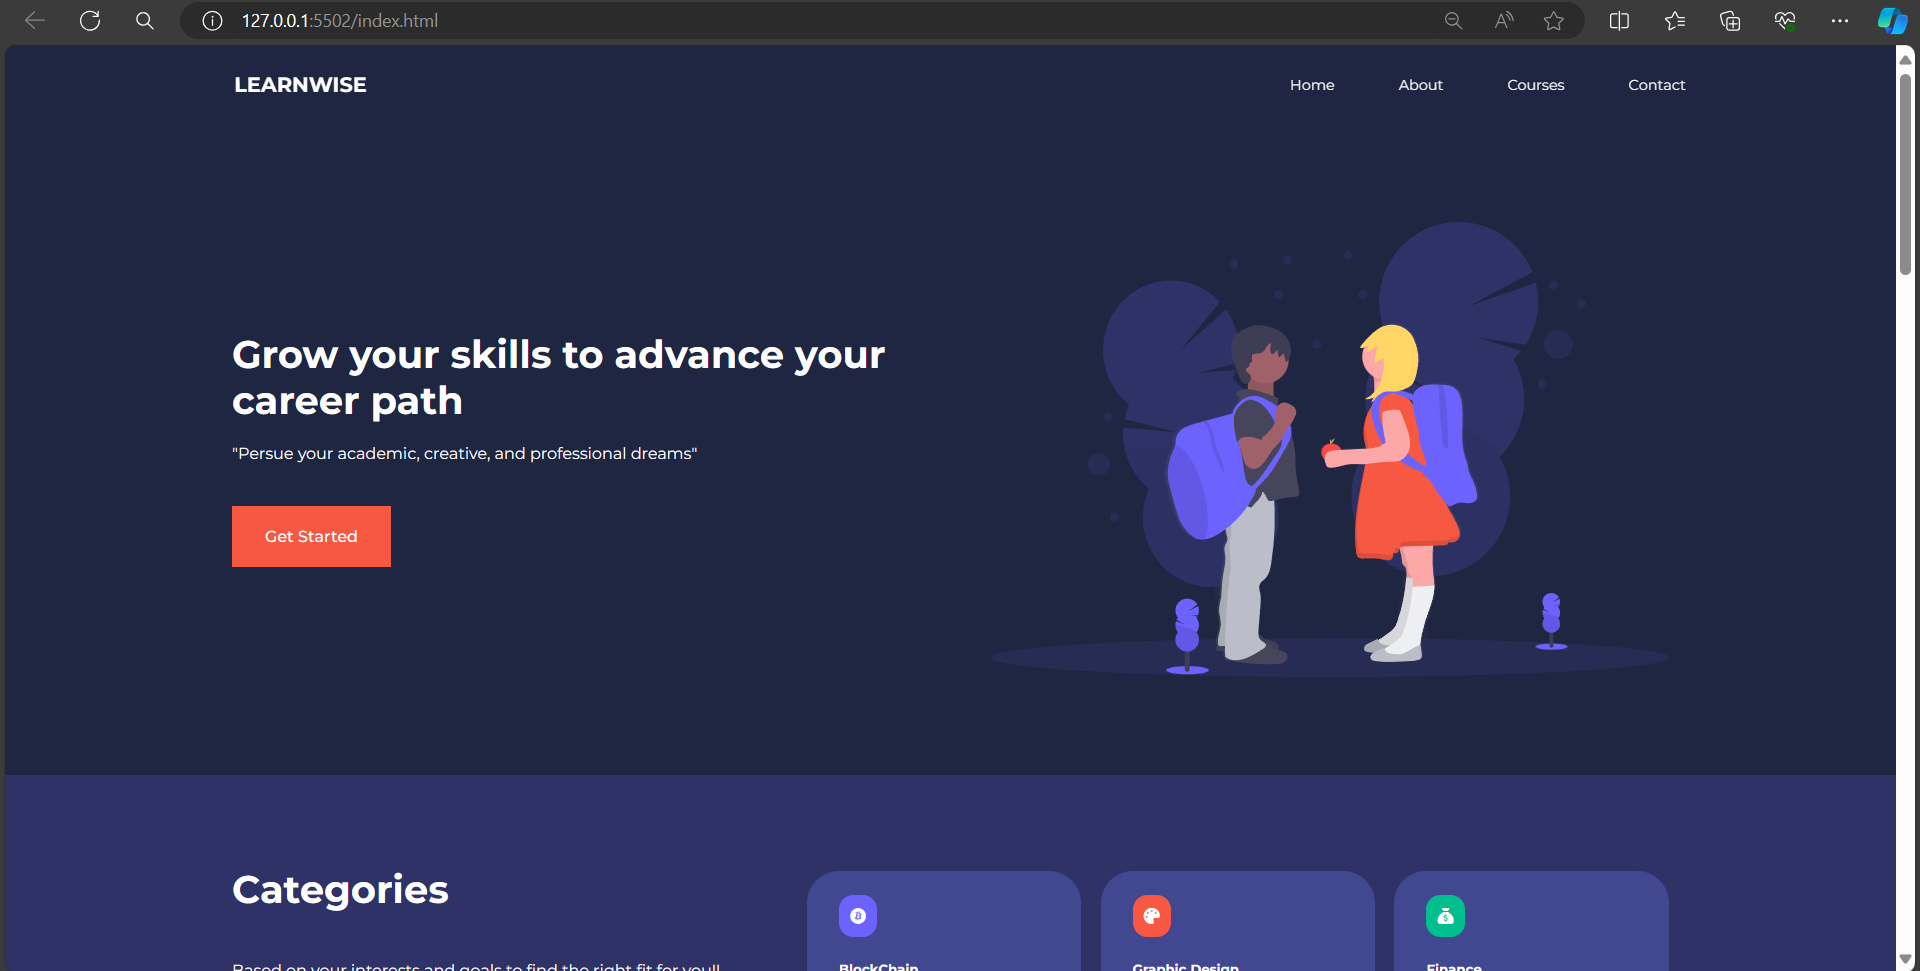 127.0.0.1:5502/index.html
LEARNWISE
Home
About
Courses
Contact
Grow your skills to advance your
career path
"Persue your academic, creative, and professional dreams"
Get Started
Categories
Based on your interests and goals to find the right fit for youll
BlockChain
Graphic Design
Finance